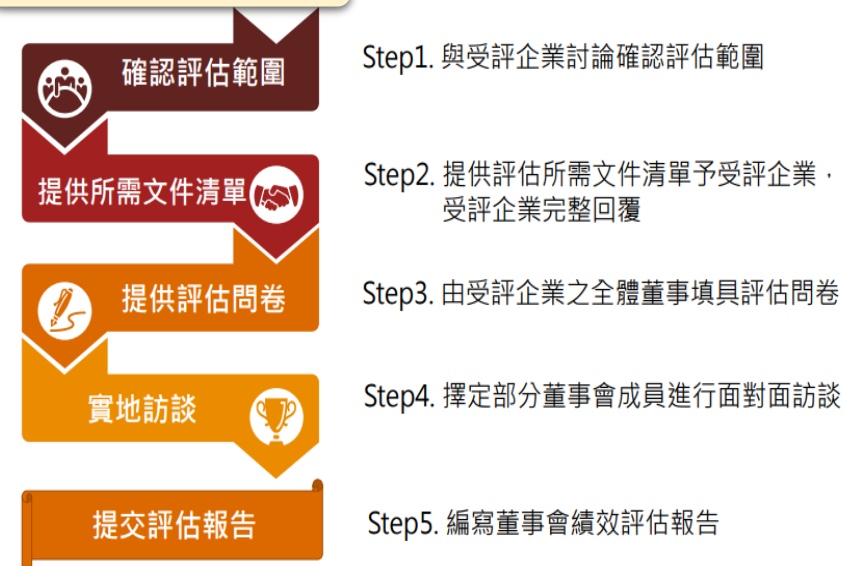 確認評估範圍
Step1. 與受評企業討論確認評估範圍
提供所需文件清單
Step2. 提供評估所需文件清單予受評企業，
受評企業完整回覆
提供評估問卷
Step3. 由受評企業之全體董事填具評估問卷
實地訪談
Step4. 擇定部分董事會成員進行面對面訪談
提交評估報告
Step5. 編寫董事會績效評估報告